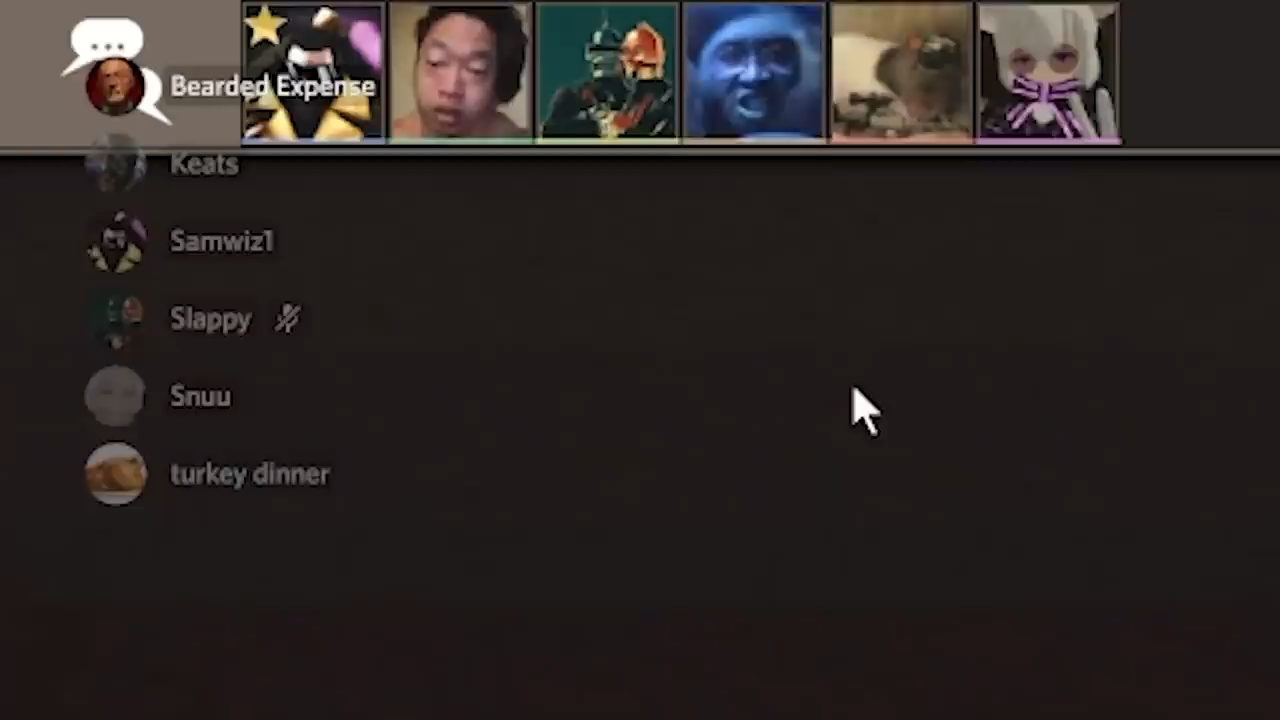 Bearded Expense
Keats
Samwiz1
Slappy
Snuu
turkey dinner